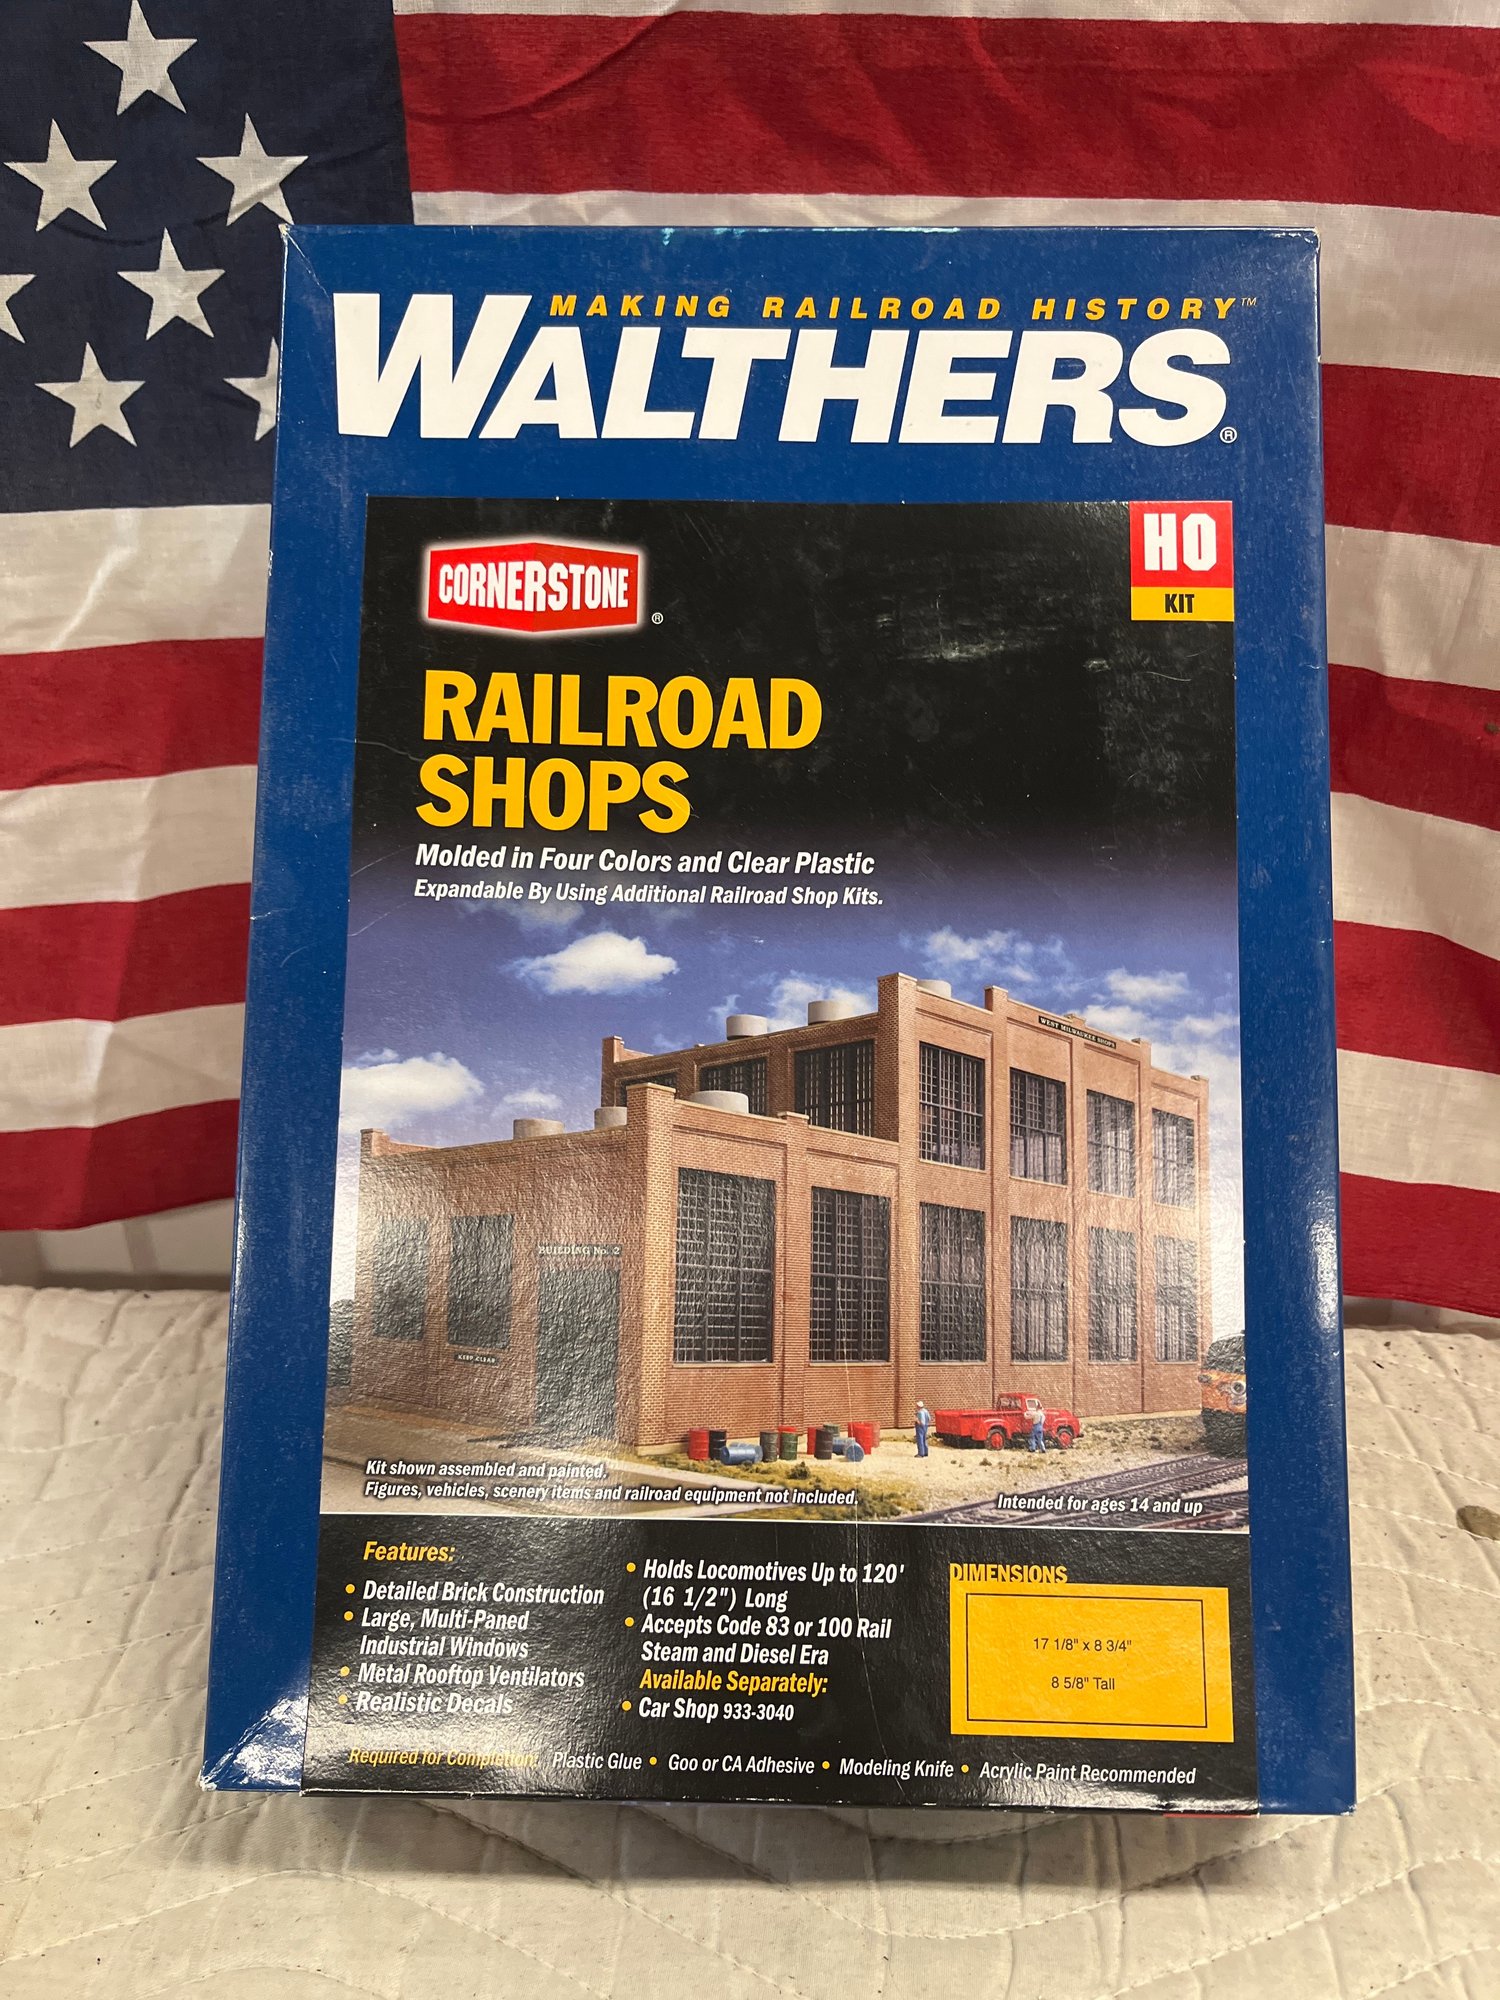 MAKING RAILROAD HISTORY™
WALTHERS®
CORNERSTONE®
HO
KIT
RAILROAD
SHOPS
Molded in Four Colors and Clear Plastic
Expandable By Using Additional Railroad Shop Kits.
WEST MILWAUKEE SHOPS
BUILDING No. 2
KEEP CLEAR
Kit shown assembled and painted.
Figures, vehicles, scenery items and railroad equipment not included.
Intended for ages 14 and up
Features:
• Detailed Brick Construction
• Large, Multi-Paned
Industrial Windows
• Metal Rooftop Ventilators
• Realistic Decals
• Holds Locomotives Up to 120'
(16 1/2") Long
• Accepts Code 83 or 100 Rail
Steam and Diesel Era
Available Separately:
• Car Shop 933-3040
DIMENSIONS
17 1/8" x 8 3/4"
8 5/8" Tall
Required for Completion: Plastic Glue • Goo or CA Adhesive • Modeling Knife • Acrylic Paint Recommended